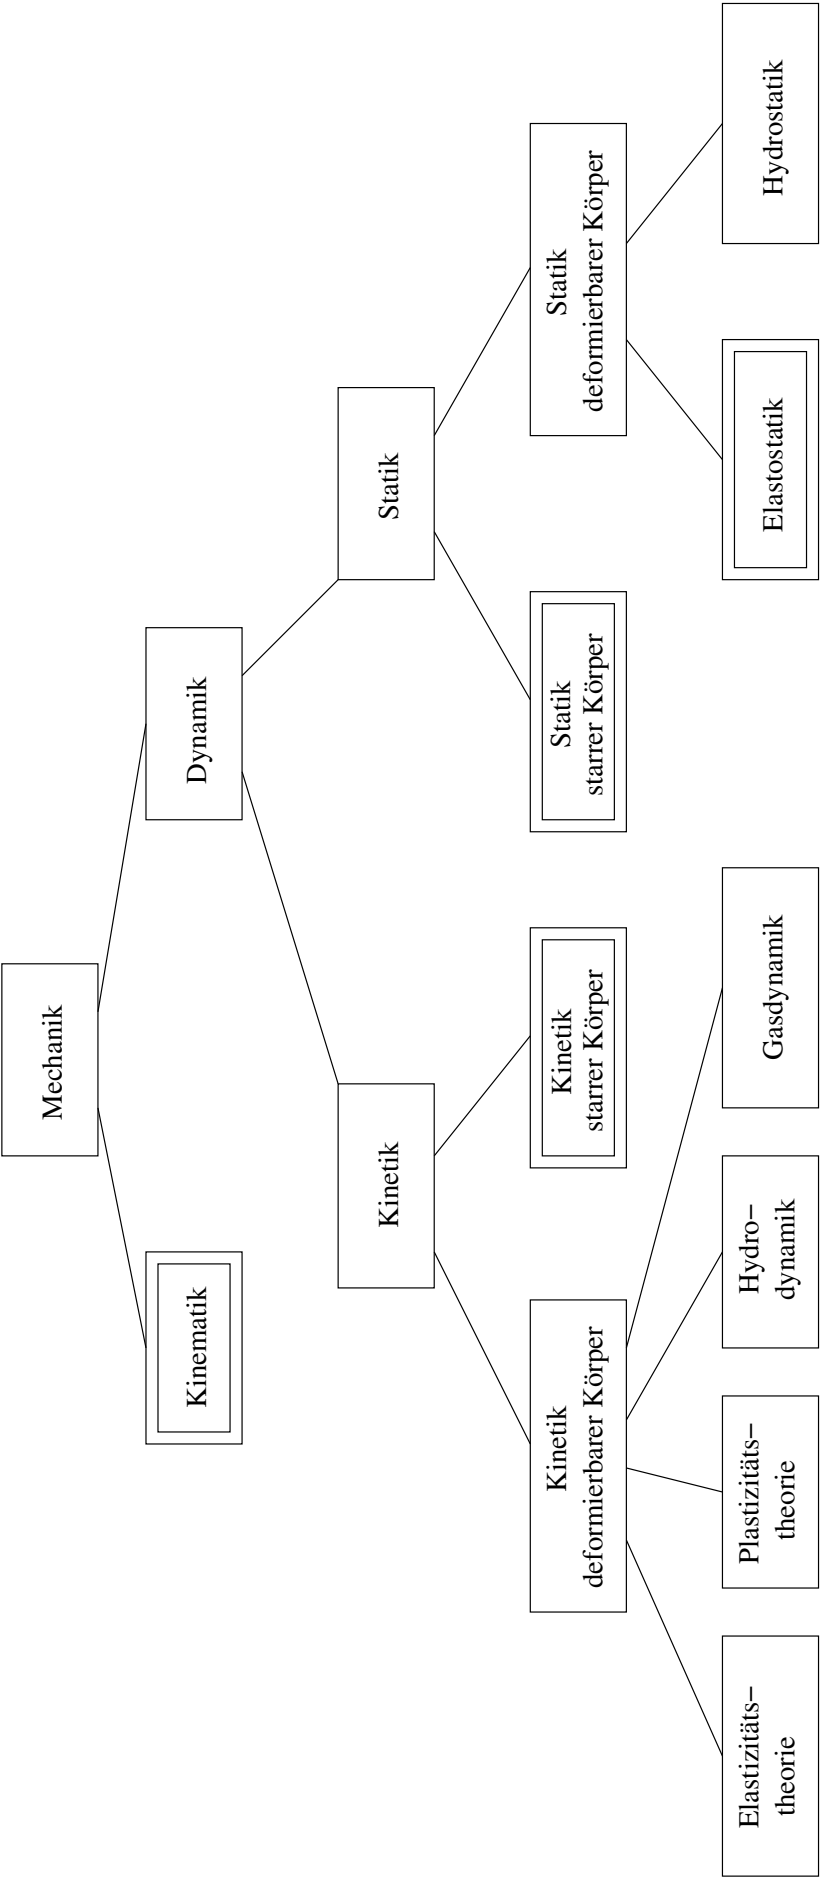 Mechanik
Kinematik
Dynamik
Kinetik
Statik
Kinetik
deformierbarer Körper
Kinetik
starrer Körper
Statik
starrer Körper
Statik
deformierbarer Körper
Elastizitäts–
theorie
Plastizitäts–
theorie
Hydro–
dynamik
Gasdynamik
Elastostatik
Hydrostatik